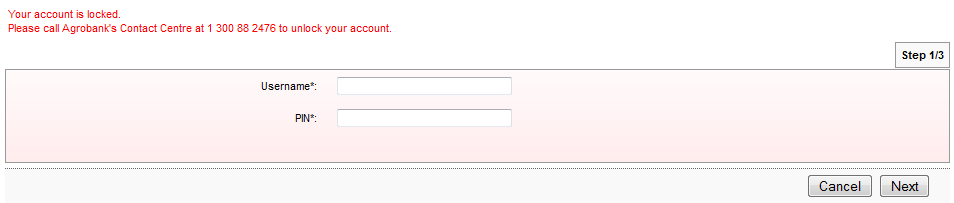 Your account is locked.
Please call Agrobank's Contact Centre at 1 300 88 2476 to unlock your account.
Step 1/3
Username*:
PIN*:
Cancel Next